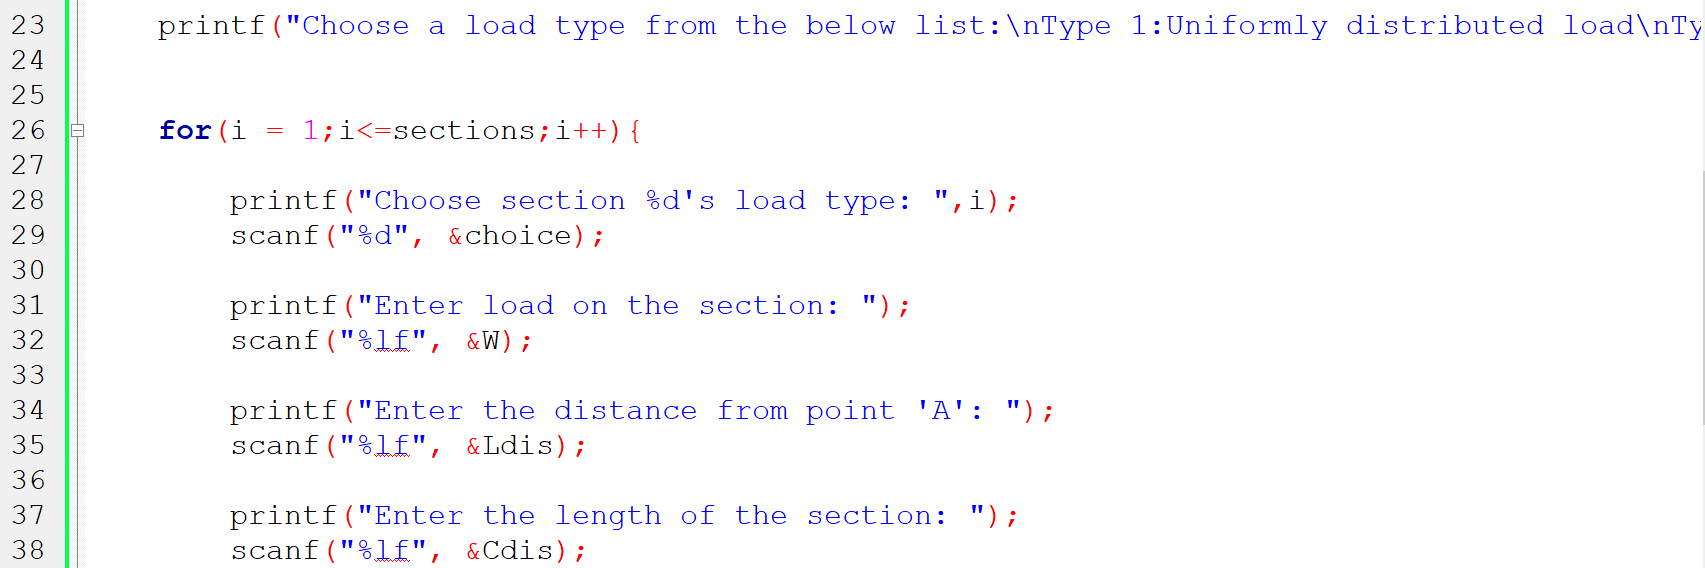 23 printf("Choose a load type from the below list:\nType 1:Uniformly distributed load\nTy
24
25
26 for(i = 1;i<=sections;i++){
27
28 printf("Choose section %d's load type: ",i);
29 scanf("%d", &choice);
30
31 printf("Enter load on the section: ");
32 scanf("%lf", &W);
33
34 printf("Enter the distance from point 'A': ");
35 scanf("%lf", &Ldis);
36
37 printf("Enter the length of the section: ");
38 scanf("%lf", &Cdis);